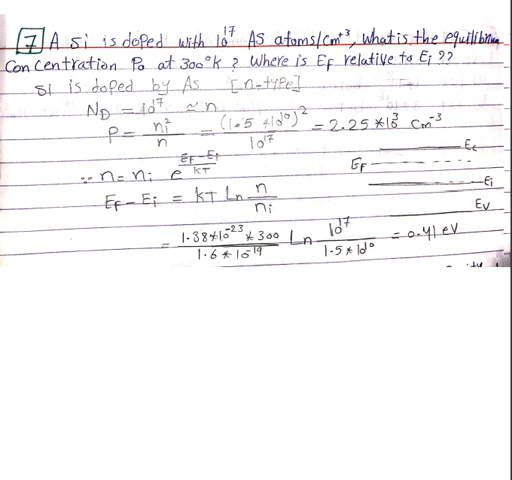 7 A Si is doped with 10^17 AS atoms/cm^+3, what is the equilibrium
Concentration Po at 300°k ? Where is EF relative to Ei ??
Si is doped by As [n-type]
ND = 10^17 ≃ n
P = ni^2 / n = (1.5 * 10^10)^2 / 10^17 = 2.25 * 10^3 cm^-3
Ec
∵ n = ni e^((EF - Ei) / KT)
EF
Ei
EF - Ei = KT Ln n / ni
Ev
= (1.38 * 10^-23 * 300) / (1.6 * 10^-19) Ln 10^17 / (1.5 * 10^10) = 0.41 eV